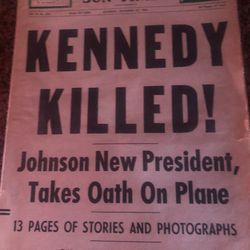 KENNEDY
KILLED!
Johnson New President,
Takes Oath On Plane
13 PAGES OF STORIES AND PHOTOGRAPHS